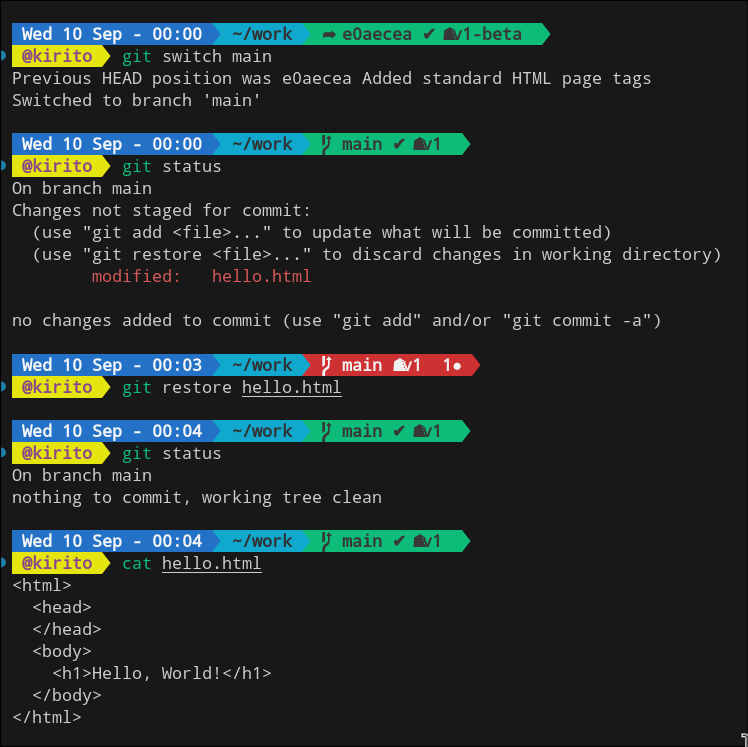 Wed 10 Sep - 00:00 ~/work ➦ e0aecea ✔ ☗v1-beta
@kirito git switch main
Previous HEAD position was e0aecea Added standard HTML page tags
Switched to branch 'main'
Wed 10 Sep - 00:00 ~/work main ✔ ☗v1
@kirito git status
On branch main
Changes not staged for commit:
  (use "git add <file>..." to update what will be committed)
  (use "git restore <file>..." to discard changes in working directory)
        modified:   hello.html
no changes added to commit (use "git add" and/or "git commit -a")
Wed 10 Sep - 00:03 ~/work main ☗v1 1●
@kirito git restore hello.html
Wed 10 Sep - 00:04 ~/work main ✔ ☗v1
@kirito git status
On branch main
nothing to commit, working tree clean
Wed 10 Sep - 00:04 ~/work main ✔ ☗v1
@kirito cat hello.html
<html>
  <head>
  </head>
  <body>
    <h1>Hello, World!</h1>
  </body>
</html>